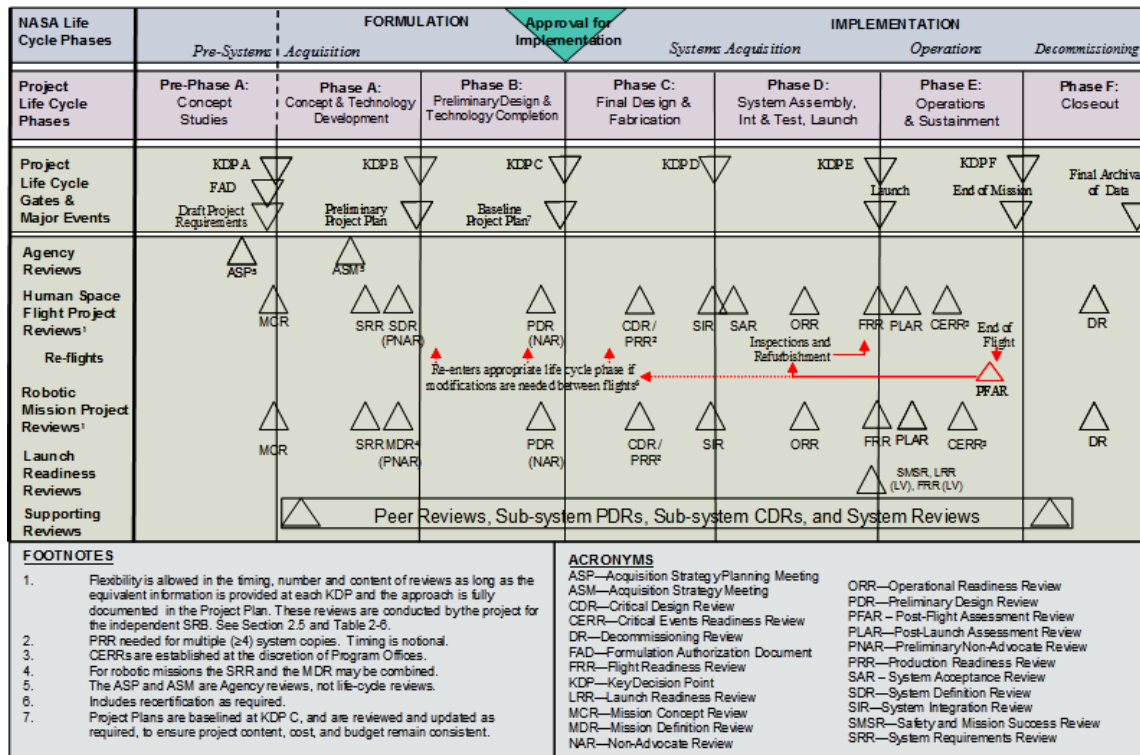 NASA Life
Cycle Phases
FORMULATION
Approval for
Implementation
IMPLEMENTATION
Pre-Systems Acquisition
Systems Acquisition
Operations
Decommissioning
Project
Life Cycle
Phases
Pre-Phase A:
Concept
Studies
Phase A:
Concept & Technology
Development
Phase B:
Preliminary Design &
Technology Completion
Phase C:
Final Design &
Fabrication
Phase D:
System Assembly,
Int & Test, Launch
Phase E:
Operations
& Sustainment
Phase F:
Closeout
Project
Life Cycle
Gates &
Major Events
KDP A
FAD
Draft Project
Requirements
KDP B
Preliminary
Project Plan
KDP C
Baseline
Project Plan⁷
KDP D
KDP E
Launch
KDP F
End of Mission
Final Archival
of Data
Agency
Reviews
ASP⁵
ASM⁵
Human Space
Flight Project
Reviews¹
MCR
SRR
SDR
(PNAR)
PDR
(NAR)
CDR /
PRR²
SIR
SAR
ORR
FRR
PLAR
CERR³
DR
Re-flights
Re-enters appropriate life cycle phase if
modifications are needed between flights⁶
Inspections and
Refurbishment
End of
Flight
PFAR
Robotic
Mission Project
Reviews¹
MCR
SRR
MDR⁴
(PNAR)
PDR
(NAR)
CDR /
PRR²
SIR
ORR
FRR
PLAR
CERR³
DR
Launch
Readiness
Reviews
SMSR, LRR
(LV), FRR (LV)
Supporting
Reviews
Peer Reviews, Sub-system PDRs, Sub-system CDRs, and System Reviews
FOOTNOTES
1. Flexibility is allowed in the timing, number and content of reviews as long as the
equivalent information is provided at each KDP and the approach is fully
documented in the Project Plan. These reviews are conducted by the project for
the independent SRB. See Section 2.5 and Table 2-6.
2. PRR needed for multiple (≥4) system copies. Timing is notional.
3. CERRs are established at the discretion of Program Offices.
4. For robotic missions the SRR and the MDR may be combined.
5. The ASP and ASM are Agency reviews, not life-cycle reviews.
6. Includes recertification as required.
7. Project Plans are baselined at KDP C, and are reviewed and updated as
required, to ensure project content, cost, and budget remain consistent.
ACRONYMS
ASP—Acquisition Strategy Planning Meeting
ASM—Acquisition Strategy Meeting
CDR—Critical Design Review
CERR—Critical Events Readiness Review
DR—Decommissioning Review
FAD—Formulation Authorization Document
FRR—Flight Readiness Review
KDP—Key Decision Point
LRR—Launch Readiness Review
MCR—Mission Concept Review
MDR—Mission Definition Review
NAR—Non-Advocate Review
ORR—Operational Readiness Review
PDR—Preliminary Design Review
PFAR – Post-Flight Assessment Review
PLAR—Post-Launch Assessment Review
PNAR—Preliminary Non-Advocate Review
PRR—Production Readiness Review
SAR – System Acceptance Review
SDR—System Definition Review
SIR—System Integration Review
SMSR—Safety and Mission Success Review
SRR—System Requirements Review